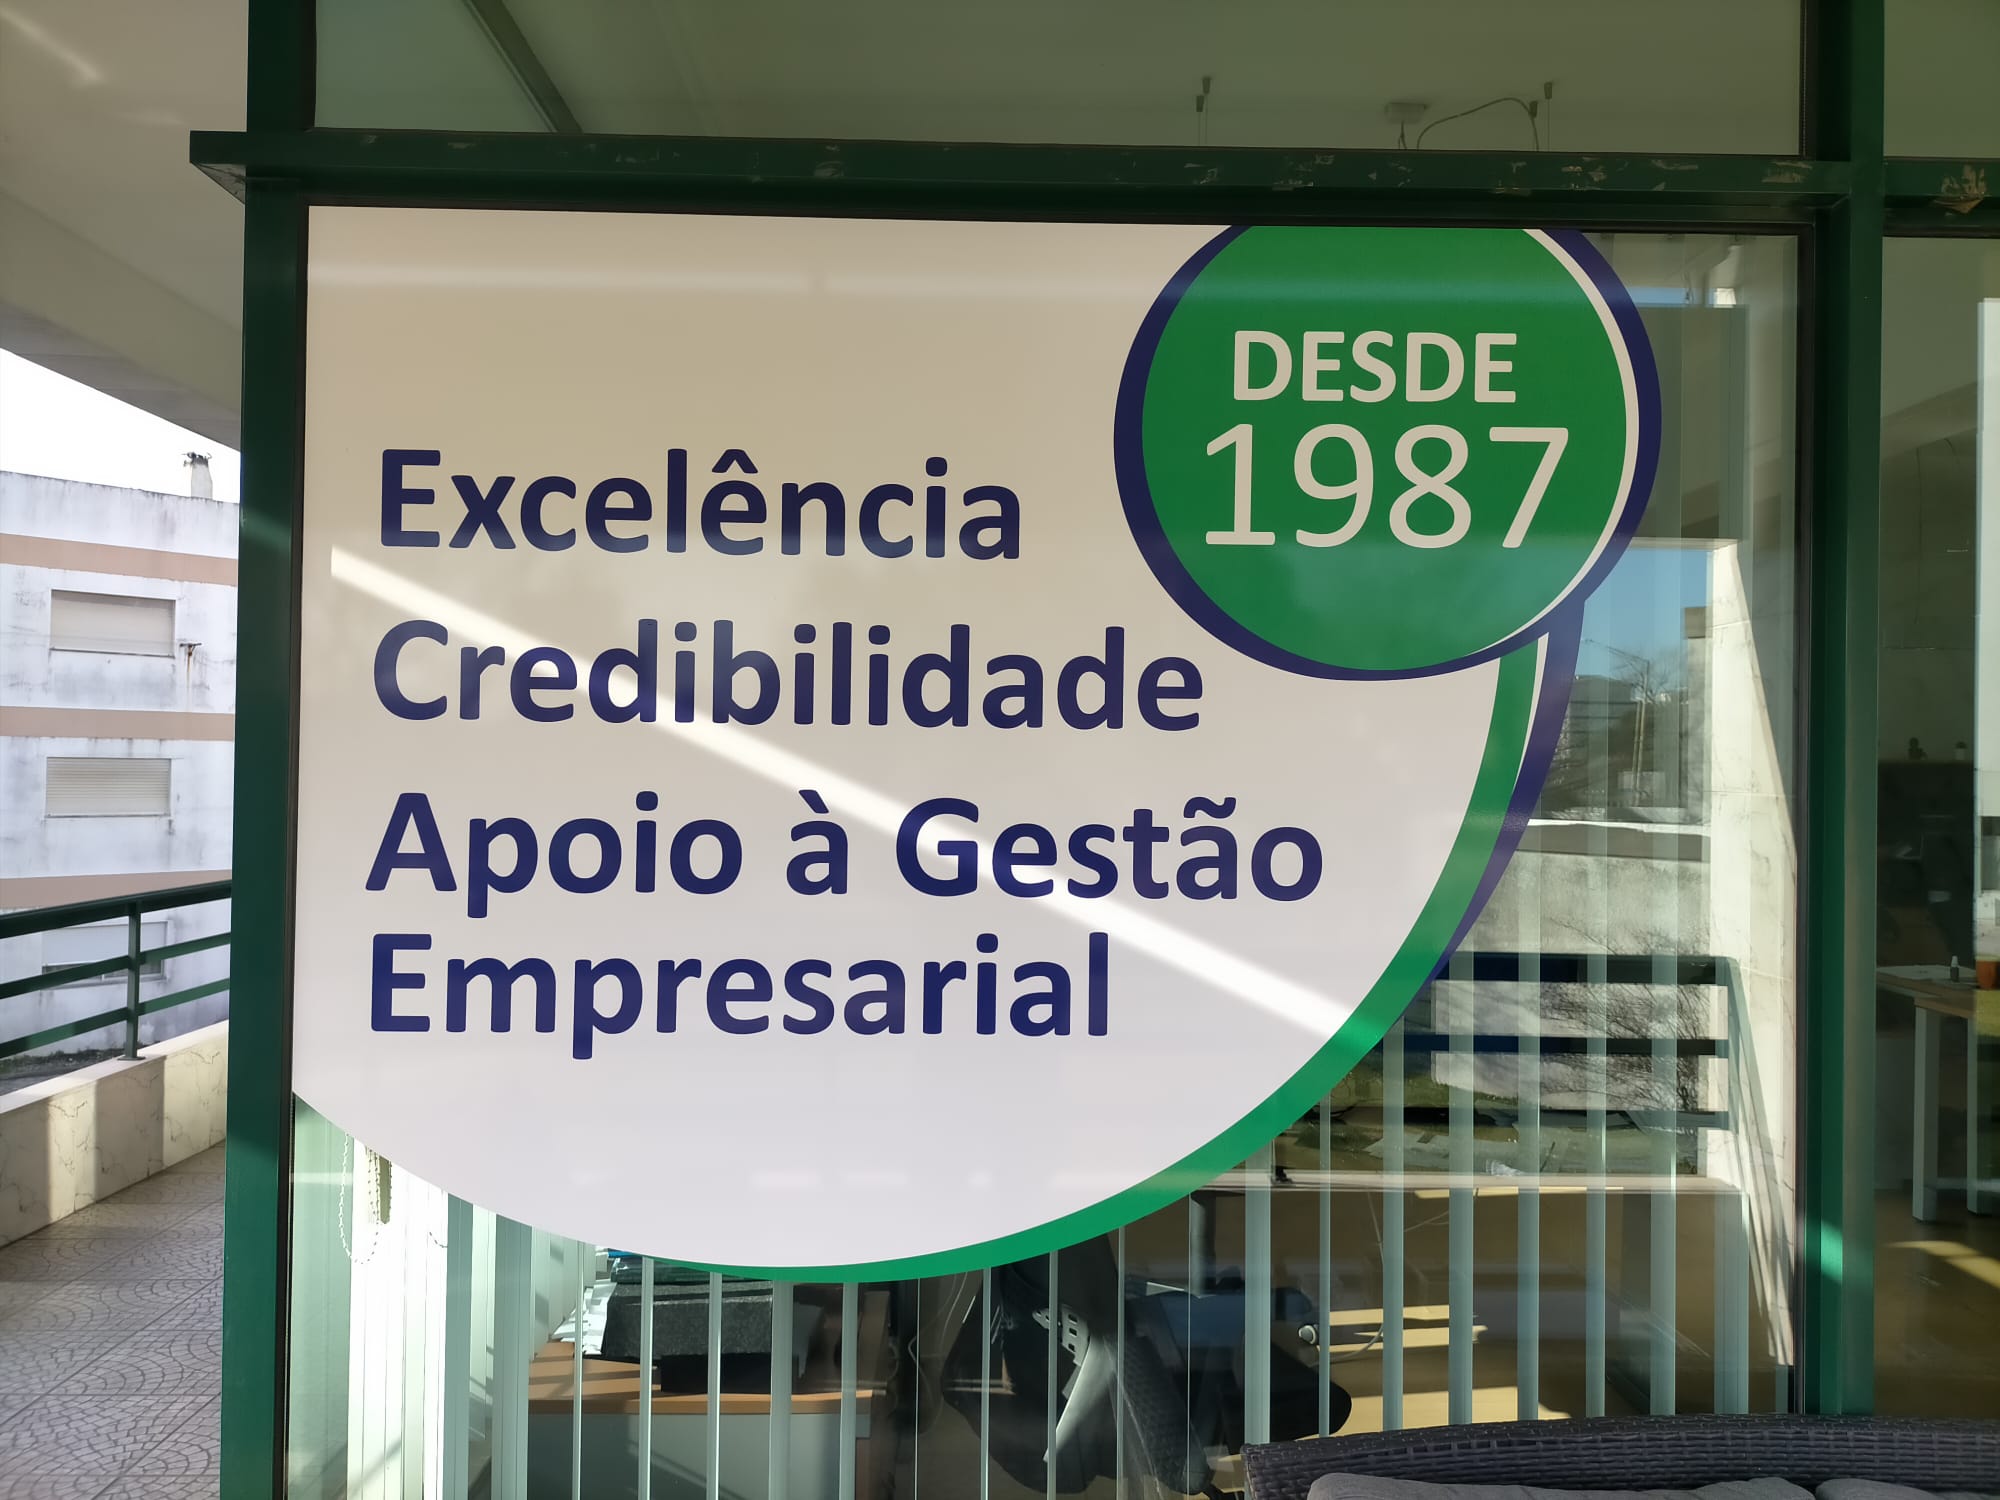 DESDE
1987
Excelência
Credibilidade
Apoio à Gestão
Empresarial